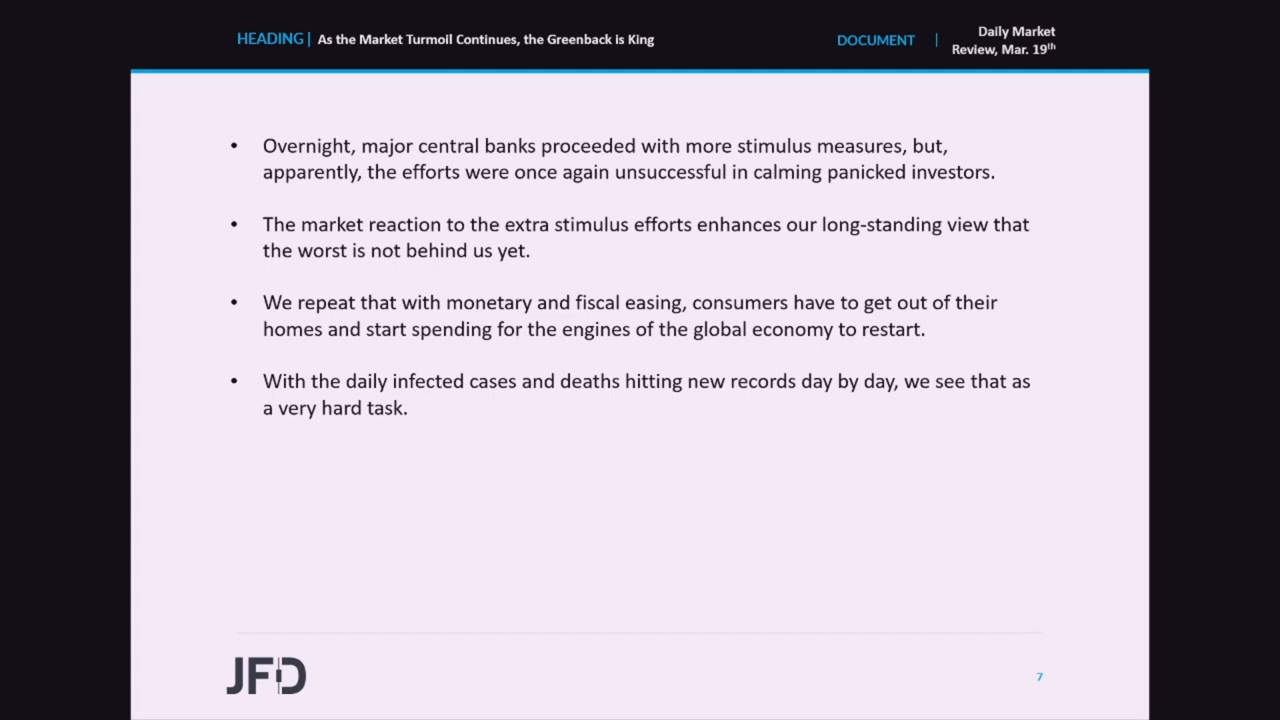 HEADING | As the Market Turmoil Continues, the Greenback is King
DOCUMENT | Daily Market
Review, Mar. 19th
• Overnight, major central banks proceeded with more stimulus measures, but,
apparently, the efforts were once again unsuccessful in calming panicked investors.
• The market reaction to the extra stimulus efforts enhances our long-standing view that
the worst is not behind us yet.
• We repeat that with monetary and fiscal easing, consumers have to get out of their
homes and start spending for the engines of the global economy to restart.
• With the daily infected cases and deaths hitting new records day by day, we see that as
a very hard task.
JFD
7